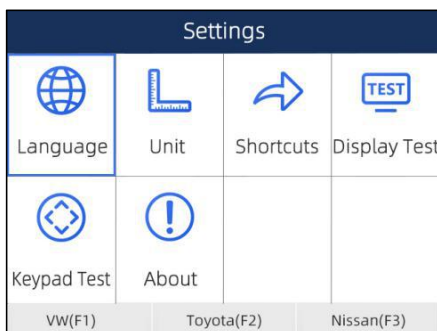 Settings
TEST
Language Unit Shortcuts Display Test
Keypad Test About
VW(F1) Toyota(F2) Nissan(F3)